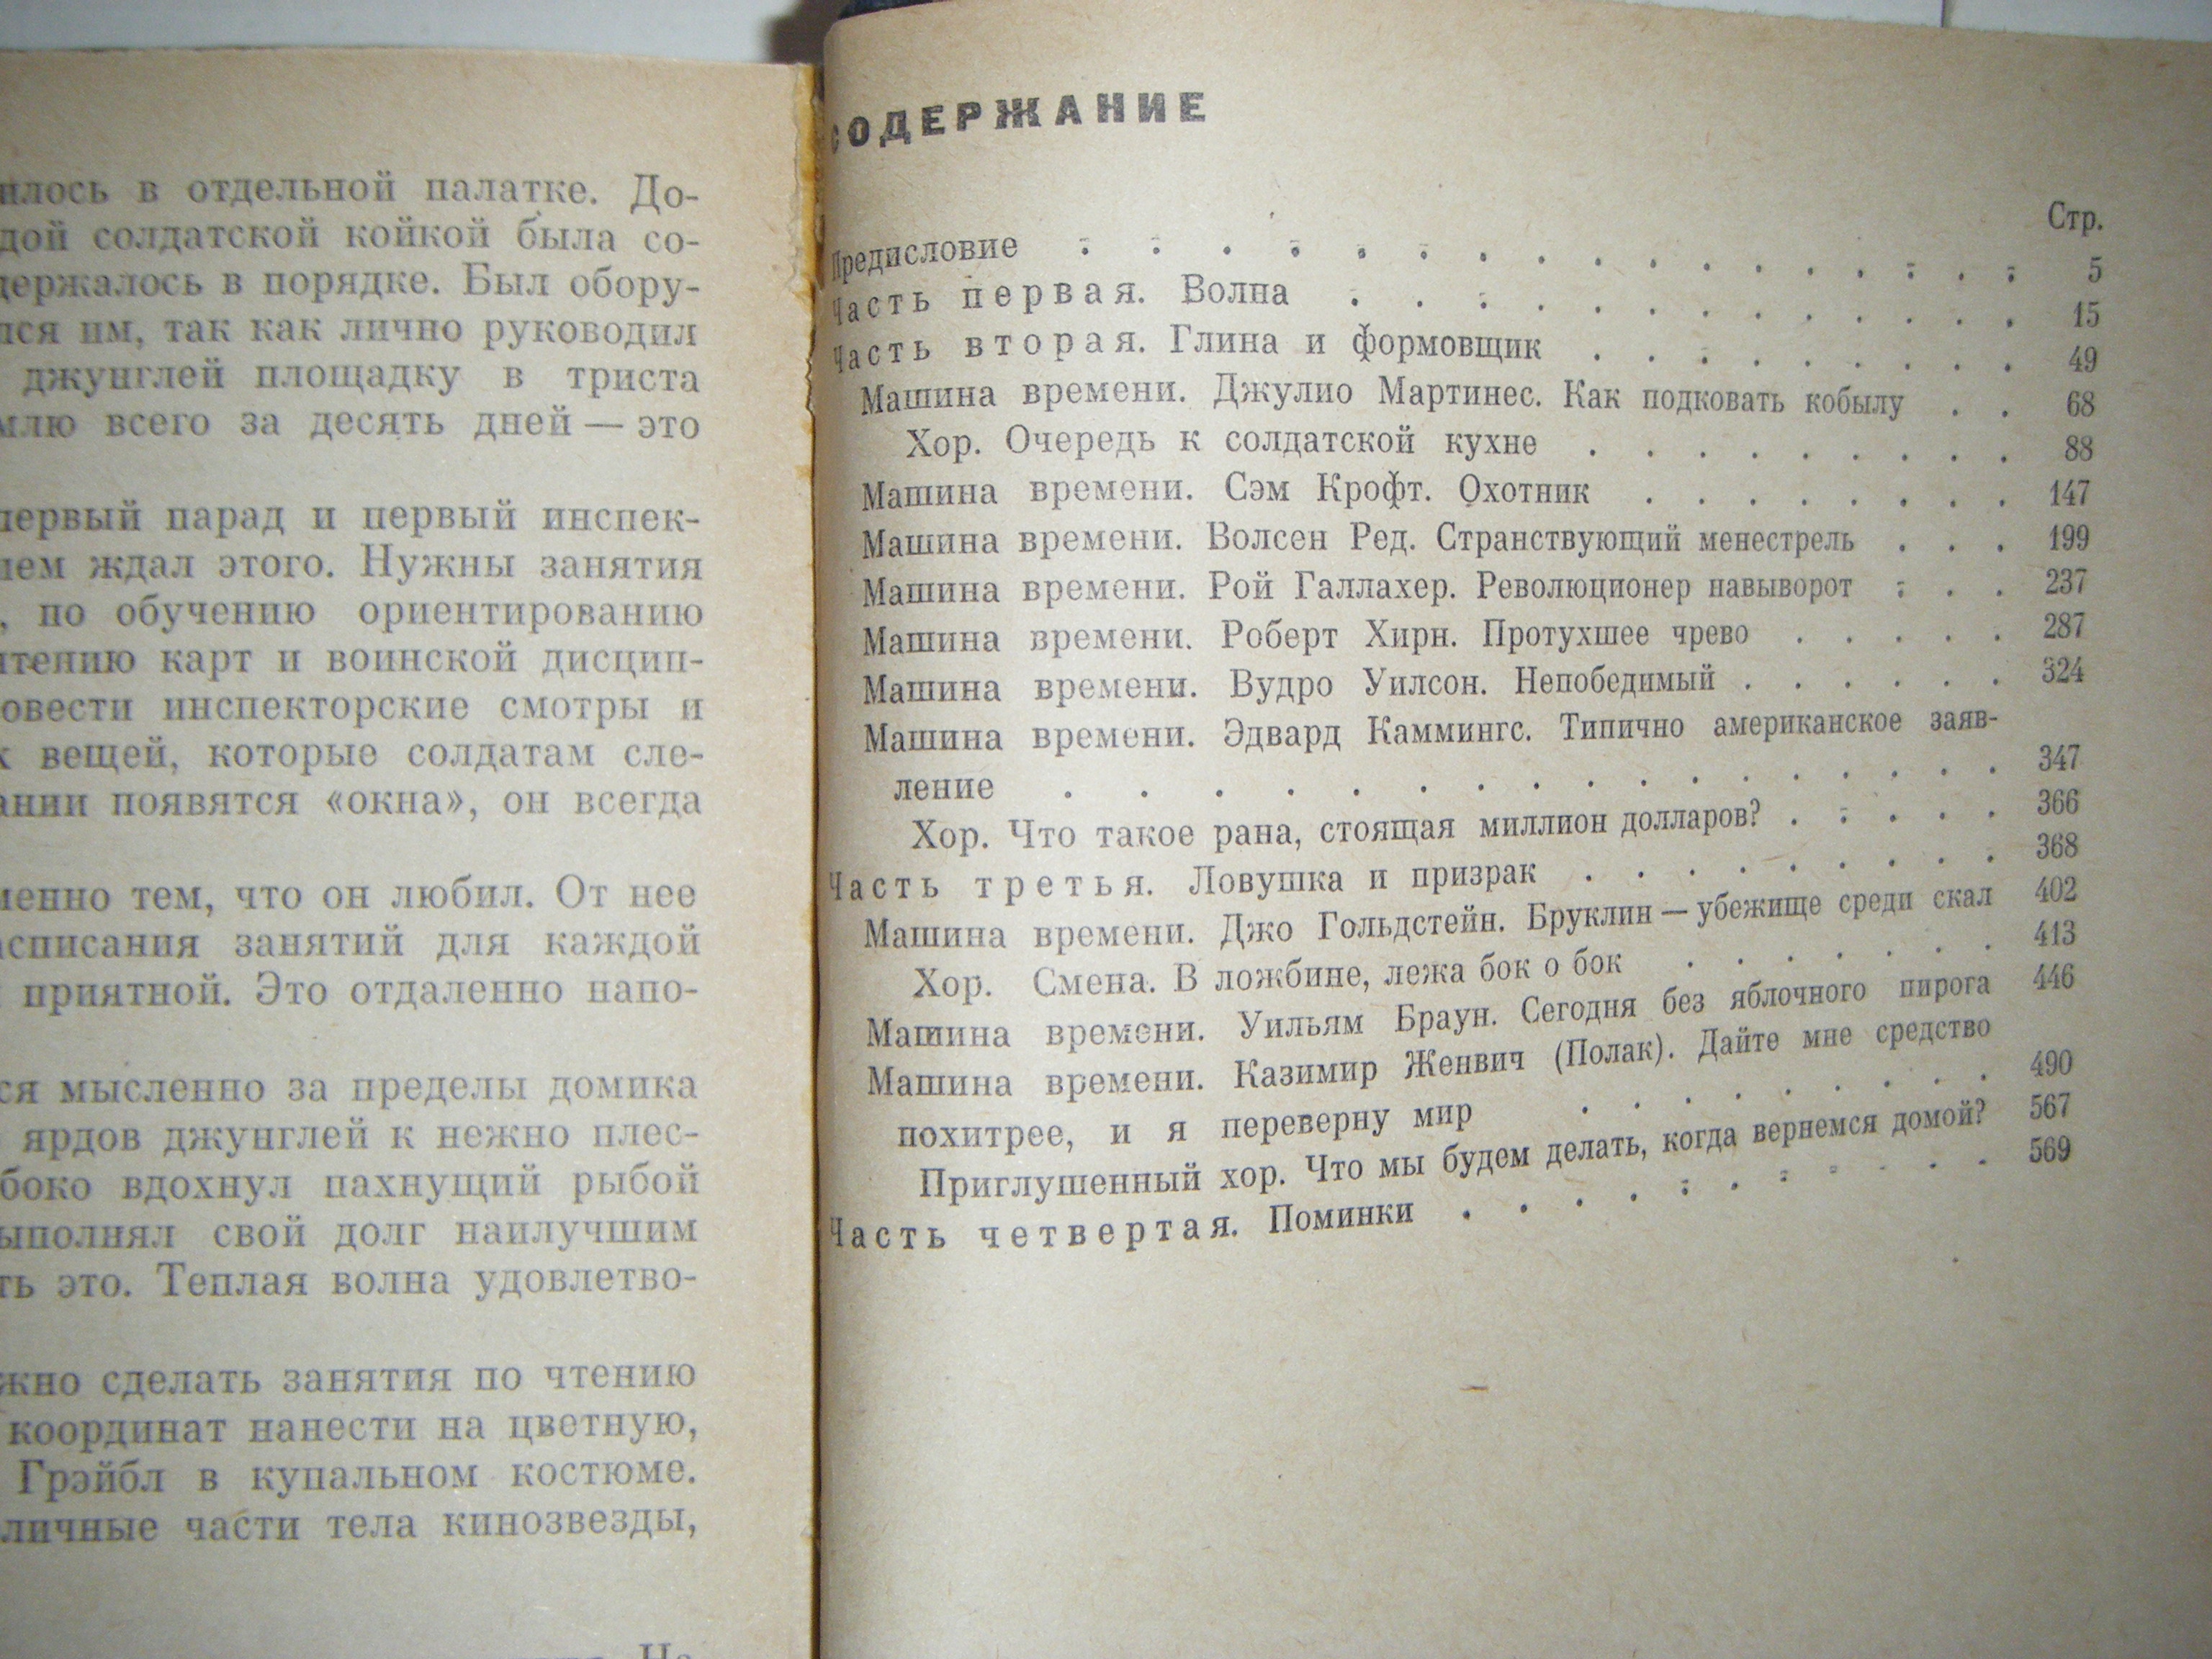 илось в отдельной палатке. До-
дой солдатской койкой была со-
держалось в порядке. Был обору-
лся им, так как лично руководил
джунглей площадку в триста
млю всего за десять дней — это
первый парад и первый инспек-
ем ждал этого. Нужны занятия
, по обучению ориентированию
чтению карт и воинской дисцип-
овести инспекторские смотры и
х вещей, которые солдатам сле-
ании появятся «окна», он всегда
менно тем, что он любил. От нее
асписания занятий для каждой
приятной. Это отдаленно напо-
ся мысленно за пределы домика
ярдов джунглей к нежно плес-
боко вдохнул пахнущий рыбой
ыполнял свой долг наилучшим
ть это. Теплая волна удовлетво-
жно сделать занятия по чтению
координат нанести на цветную,
Грэйбл в купальном костюме.
личные части тела кинозвезды,
СОДЕРЖАНИЕ
Стр.
Предисловие . . . . . . . . . . . . . . . 5
Часть первая. Волна . . . . . . . . . . . . 15
Часть вторая. Глина и формовщик . . . . . . . . 49
Машина времени. Джулио Мартинес. Как подковать кобылу . . 68
Хор. Очередь к солдатской кухне . . . . . . . . 88
Машина времени. Сэм Крофт. Охотник . . . . . . . 147
Машина времени. Волсен Ред. Странствующий менестрель . . . 199
Машина времени. Рой Галлахер. Революционер навыворот . . . 237
Машина времени. Роберт Хирн. Протухшее чрево . . . . . 287
Машина времени. Вудро Уилсон. Непобедимый . . . . . . 324
Машина времени. Эдвард Каммингс. Типично американское заяв-
ление . . . . . . . . . . . . . . . 347
Хор. Что такое рана, стоящая миллион долларов? . . . . . 366
Часть третья. Ловушка и призрак . . . . . . . . 368
Машина времени. Джо Гольдстейн. Бруклин — убежище среди скал 402
Хор. Смена. В ложбине, лежа бок о бок . . . . . . . 413
Машина времени. Уильям Браун. Сегодня без яблочного пирога 446
Машина времени. Казимир Женвич (Полак). Дайте мне средство
похитрее, и я переверну мир . . . . . . . . . 490
Приглушенный хор. Что мы будем делать, когда вернемся домой? 567
Часть четвертая. Поминки . . . . . . . . . . 569